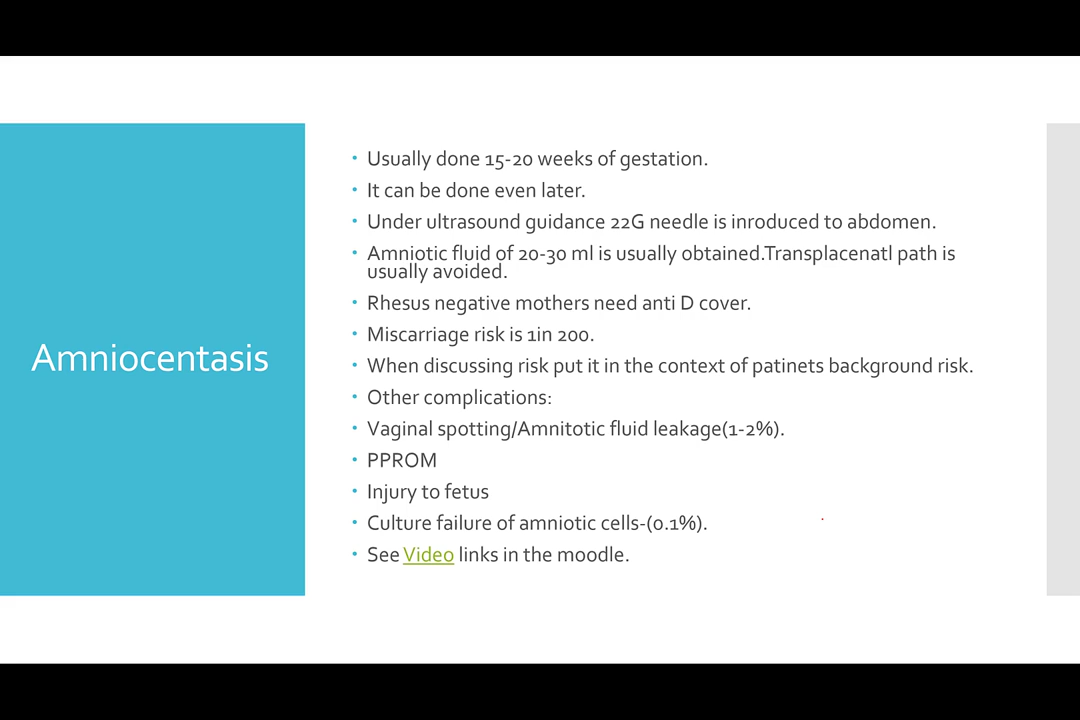 Amniocentasis
• Usually done 15-20 weeks of gestation.
• It can be done even later.
• Under ultrasound guidance 22G needle is inroduced to abdomen.
• Amniotic fluid of 20-30 ml is usually obtained.Transplacenatl path is
usually avoided.
• Rhesus negative mothers need anti D cover.
• Miscarriage risk is 1in 200.
• When discussing risk put it in the context of patinets background risk.
• Other complications:
• Vaginal spotting/Amnitotic fluid leakage(1-2%).
• PPROM
• Injury to fetus
• Culture failure of amniotic cells-(0.1%).
• See Video links in the moodle.